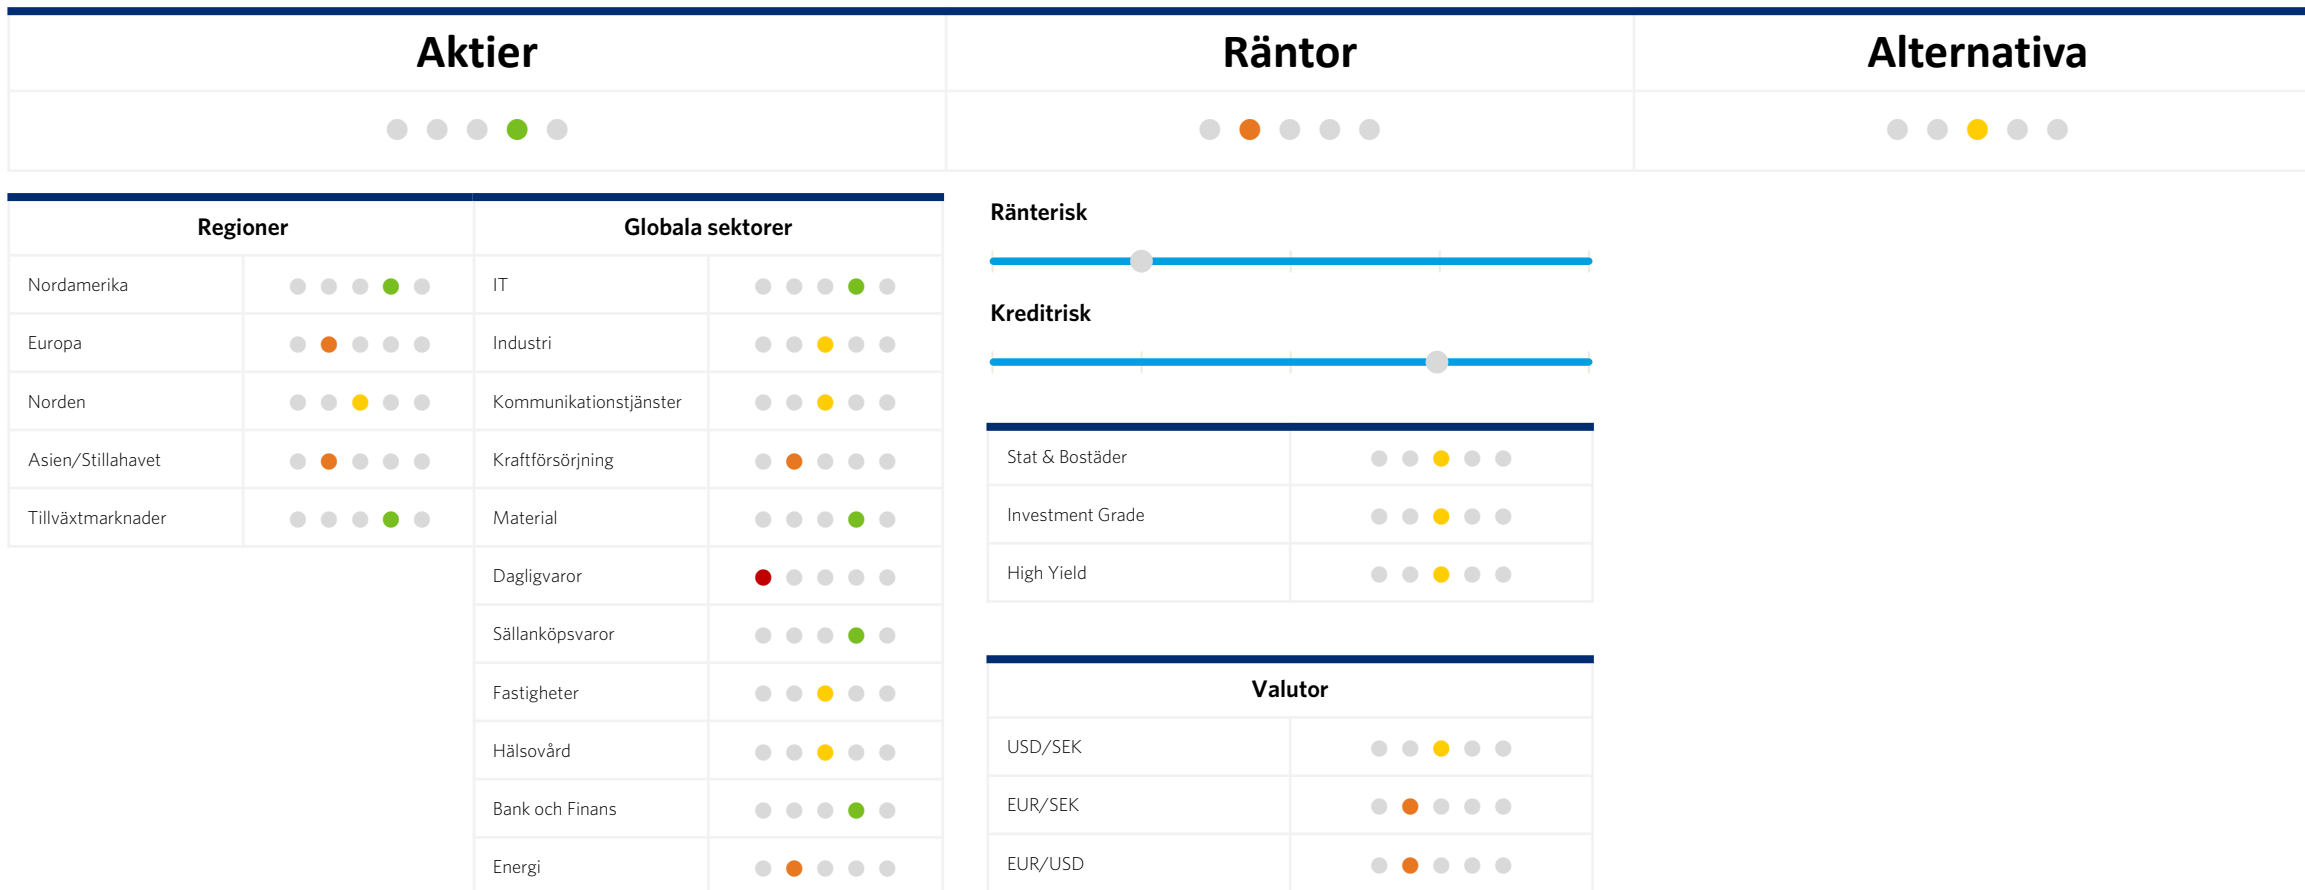 Aktier
Räntor
Alternativa
Regioner
Globala sektorer
Nordamerika
IT
Europa
Industri
Norden
Kommunikationstjänster
Asien/Stillahavet
Kraftförsörjning
Tillväxtmarknader
Material
Dagligvaror
Sällanköpsvaror
Fastigheter
Hälsovård
Bank och Finans
Energi
Ränterisk
Kreditrisk
Stat & Bostäder
Investment Grade
High Yield
Valutor
USD/SEK
EUR/SEK
EUR/USD